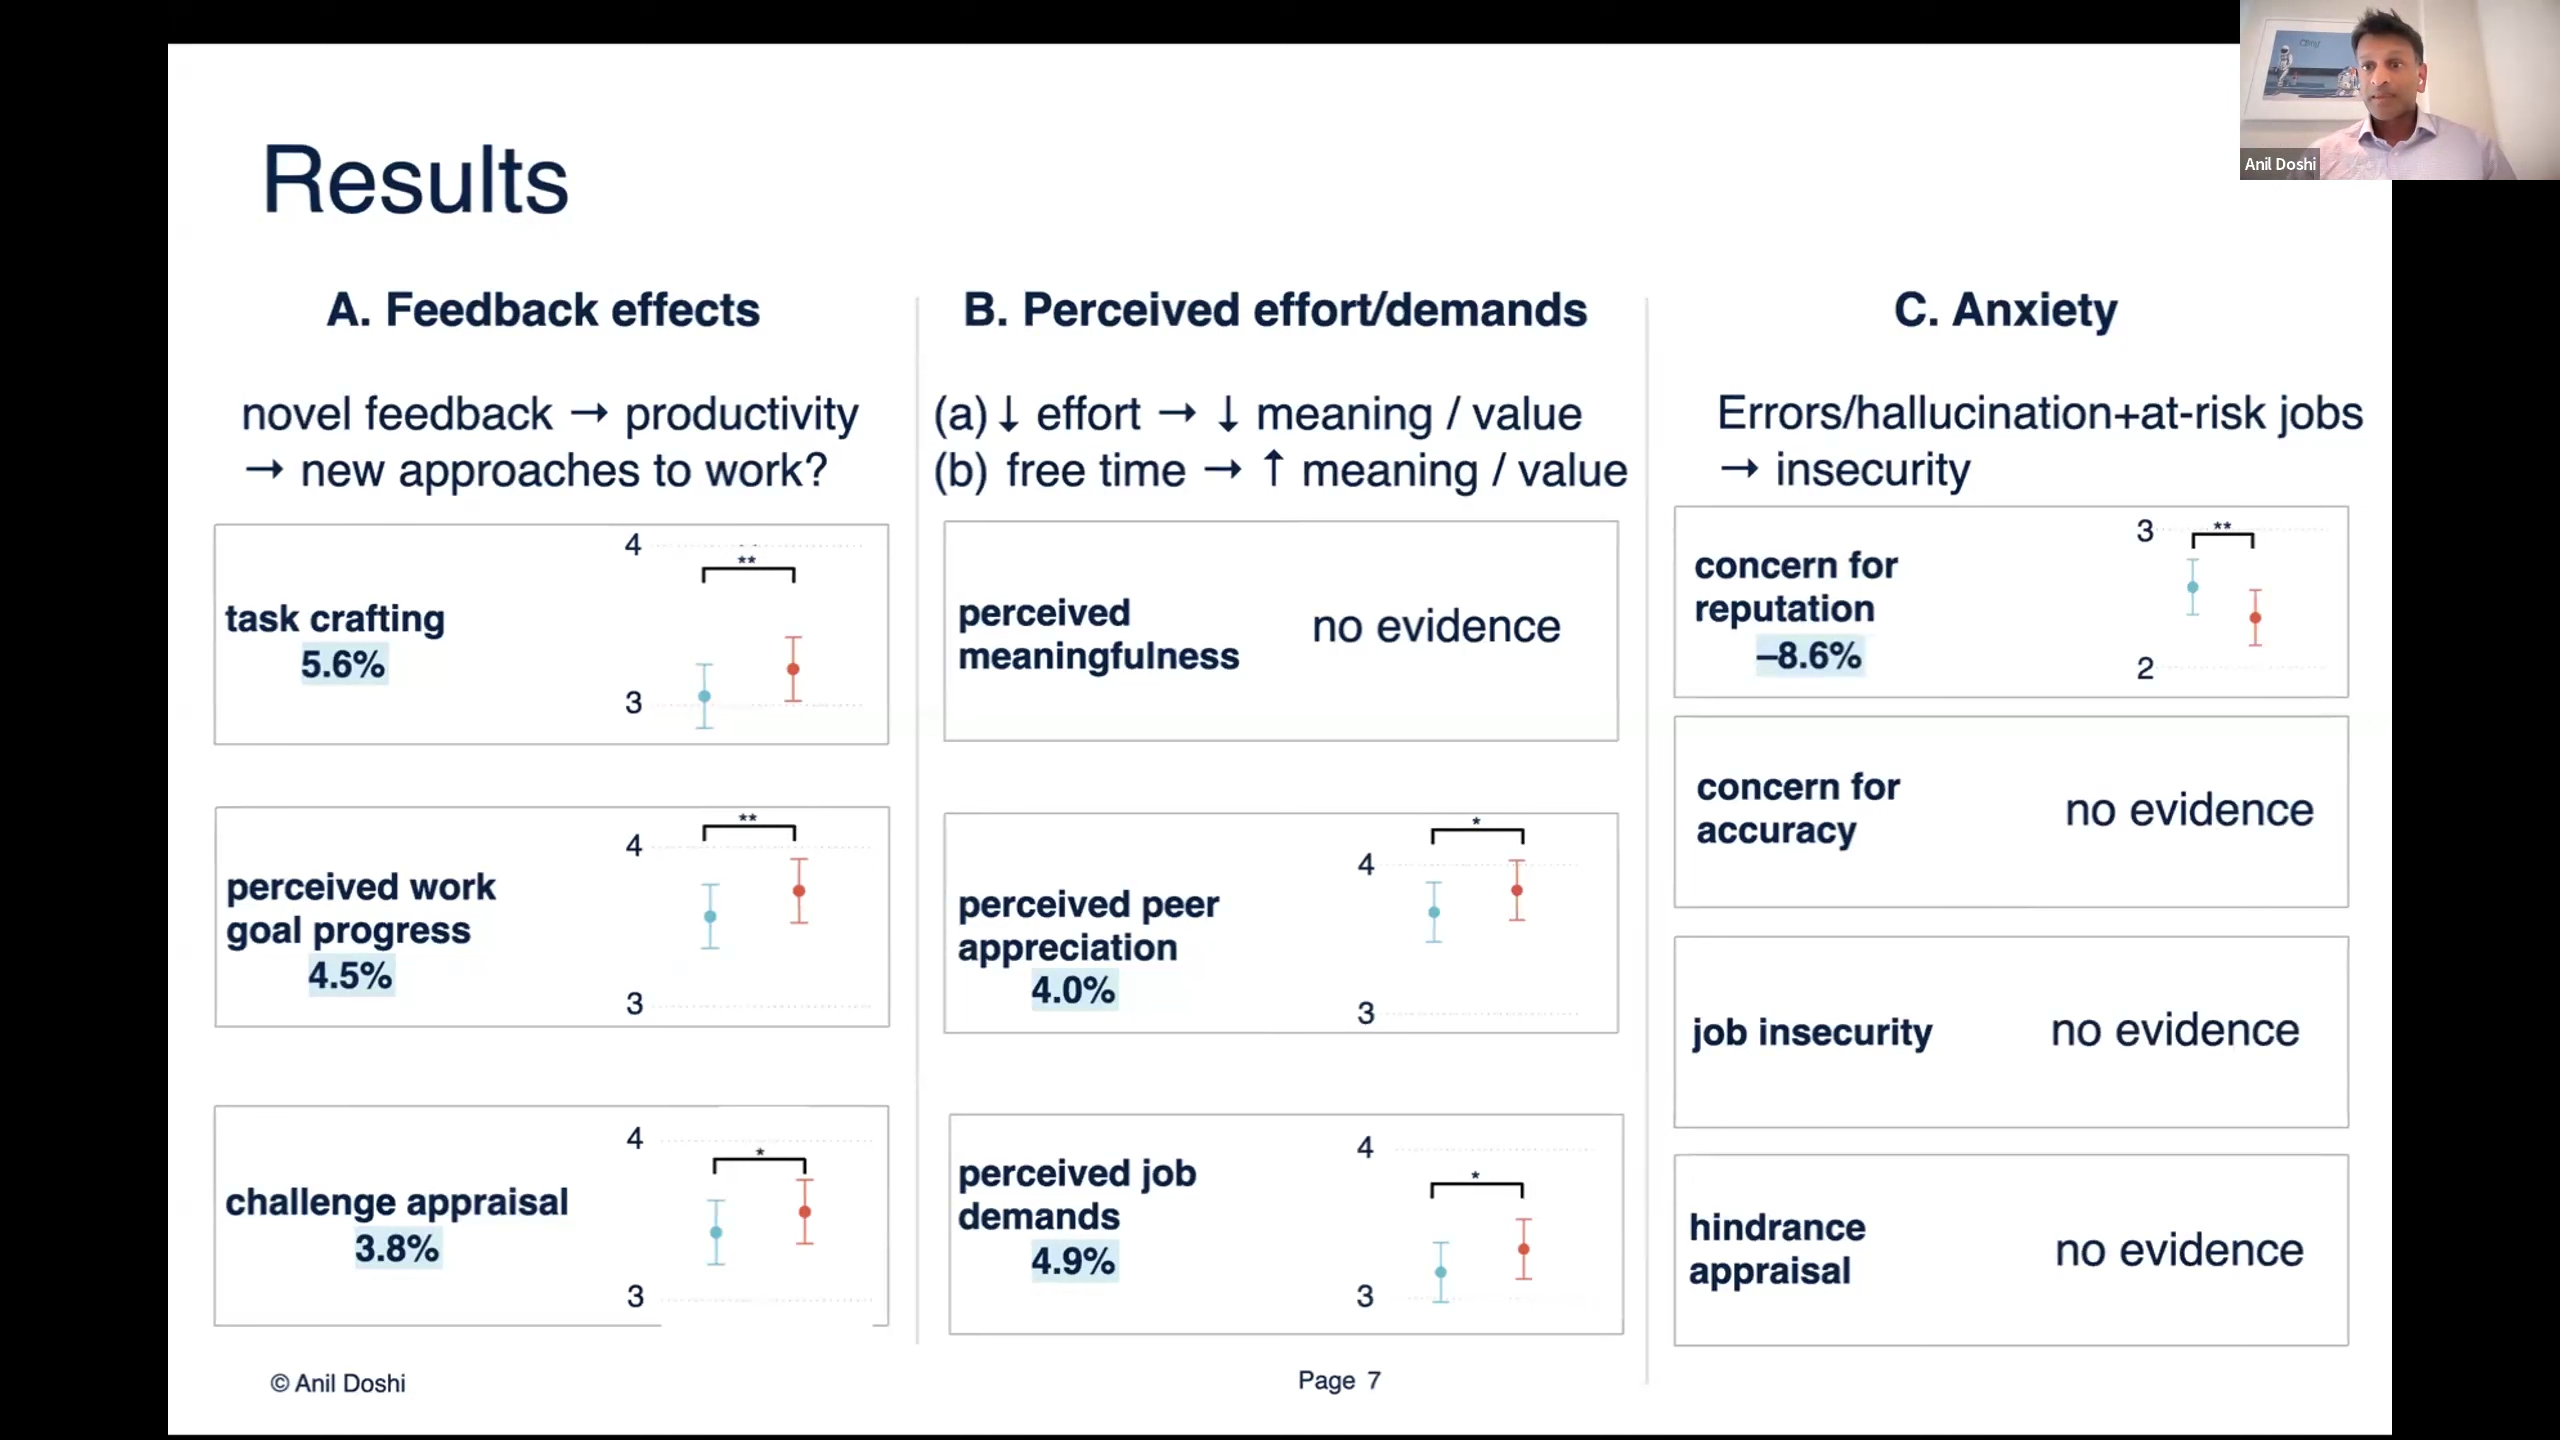 Results
A. Feedback effects
novel feedback → productivity
→ new approaches to work?
task crafting
5.6%
4
**
3
perceived work
goal progress
4.5%
**
4
3
challenge appraisal
3.8%
4
*
3
B. Perceived effort/demands
(a) ↓ effort → ↓ meaning / value
(b) free time → ↑ meaning / value
perceived
meaningfulness
no evidence
perceived peer
appreciation
4.0%
*
4
3
perceived job
demands
4.9%
4
*
3
C. Anxiety
Errors/hallucination+at-risk jobs
→ insecurity
concern for
reputation
–8.6%
3
**
2
concern for
accuracy
no evidence
job insecurity
no evidence
hindrance
appraisal
no evidence
© Anil Doshi
Page 7
Anil Doshi